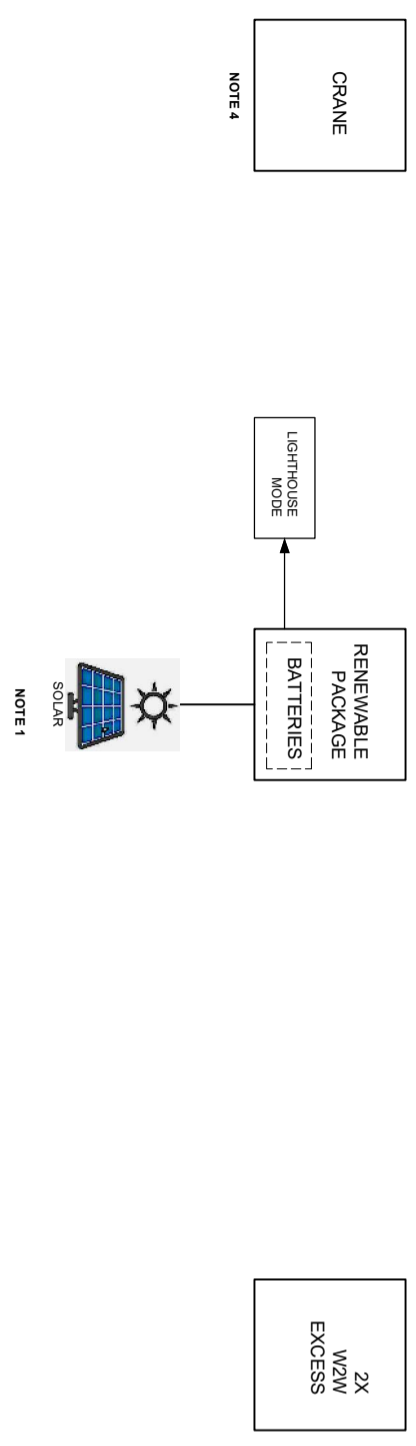 CRANE
NOTE 4
LIGHTHOUSE
MODE
RENEWABLE
PACKAGE
BATTERIES
SOLAR
NOTE 1
2X
W2W
EXCESS